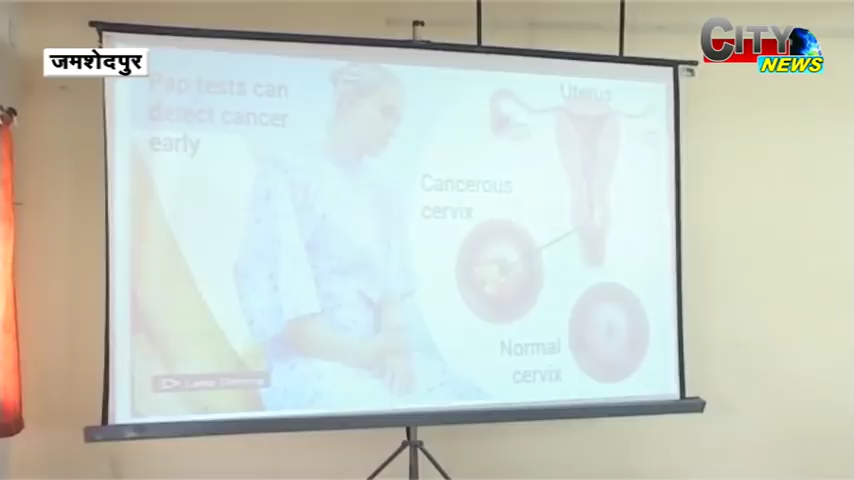 जमशेदपुर
CITY
NEWS
Pap tests can
detect cancer
early
Uterus
Cancerous
cervix
Normal
cervix